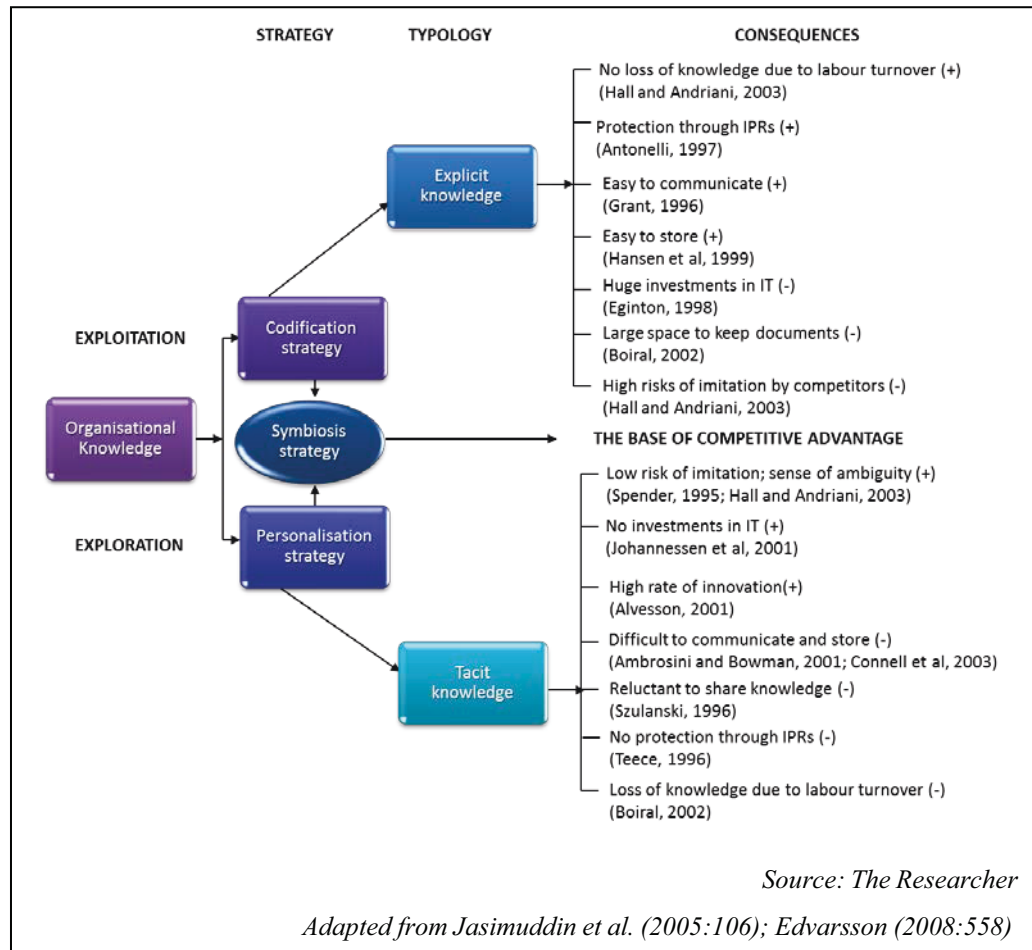 STRATEGY
TYPOLOGY
CONSEQUENCES
No loss of knowledge due to labour turnover (+)
(Hall and Andriani, 2003)
Protection through IPRs (+)
(Antonelli, 1997)
Explicit
knowledge
Easy to communicate (+)
(Grant, 1996)
Easy to store (+)
(Hansen et al, 1999)
Huge investments in IT (-)
(Eginton, 1998)
Large space to keep documents (-)
(Boiral, 2002)
High risks of imitation by competitors (-)
(Hall and Andriani, 2003)
EXPLOITATION
Codification
strategy
Organisational
Knowledge
Symbiosis
strategy
THE BASE OF COMPETITIVE ADVANTAGE
EXPLORATION
Personalisation
strategy
Low risk of imitation; sense of ambiguity (+)
(Spender, 1995; Hall and Andriani, 2003)
No investments in IT (+)
(Johannessen et al, 2001)
High rate of innovation(+)
(Alvesson, 2001)
Tacit
knowledge
Difficult to communicate and store (-)
(Ambrosini and Bowman, 2001; Connell et al, 2003)
Reluctant to share knowledge (-)
(Szulanski, 1996)
No protection through IPRs (-)
(Teece, 1996)
Loss of knowledge due to labour turnover (-)
(Boiral, 2002)
Source: The Researcher
Adapted from Jasimuddin et al. (2005:106); Edvarsson (2008:558)